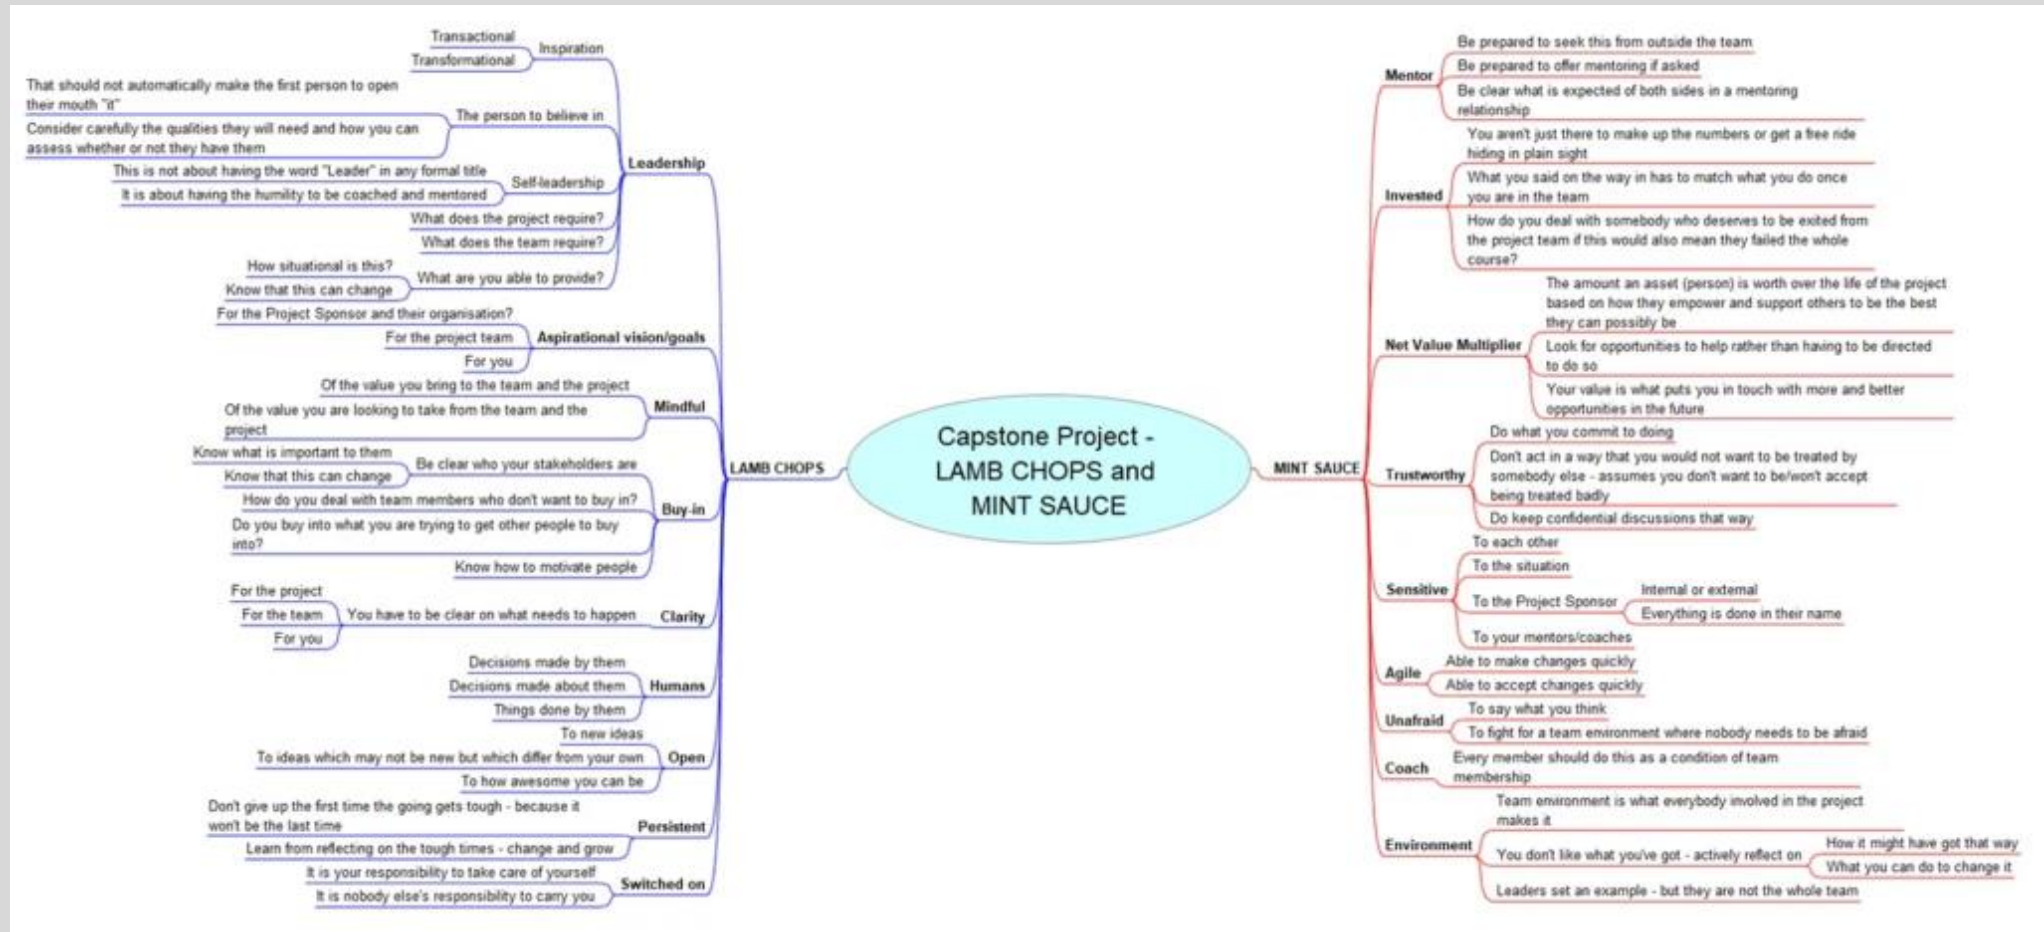 Transactional
Transformational
Inspiration
That should not automatically make the first person to open
their mouth "it"
Consider carefully the qualities they will need and how you can
assess whether or not they have them
The person to believe in
This is not about having the word "Leader" in any formal title
It is about having the humility to be coached and mentored
Self-leadership
What does the project require?
What does the team require?
How situational is this?
Know that this can change
What are you able to provide?
Leadership
For the Project Sponsor and their organisation?
For the project team
For you
Aspirational vision/goals
Of the value you bring to the team and the project
Of the value you are looking to take from the team and the
project
Mindful
Know what is important to them
Know that this can change
Be clear who your stakeholders are
How do you deal with team members who don't want to buy in?
Do you buy into what you are trying to get other people to buy
into?
Know how to motivate people
Buy-in
For the project
For the team
For you
You have to be clear on what needs to happen
Clarity
Decisions made by them
Decisions made about them
Things done by them
Humans
To new ideas
To ideas which may not be new but which differ from your own
To how awesome you can be
Open
Don't give up the first time the going gets tough - because it
won't be the last time
Learn from reflecting on the tough times - change and grow
Persistent
It is your responsibility to take care of yourself
It is nobody else's responsibility to carry you
Switched on
LAMB CHOPS
Capstone Project -
LAMB CHOPS and
MINT SAUCE
MINT SAUCE
Mentor
Be prepared to seek this from outside the team
Be prepared to offer mentoring if asked
Be clear what is expected of both sides in a mentoring
relationship
Invested
You aren't just there to make up the numbers or get a free ride
hiding in plain sight
What you said on the way in has to match what you do once
you are in the team
How do you deal with somebody who deserves to be exited from
the project team if this would also mean they failed the whole
course?
Net Value Multiplier
The amount an asset (person) is worth over the life of the project
based on how they empower and support others to be the best
they can possibly be
Look for opportunities to help rather than having to be directed
to do so
Your value is what puts you in touch with more and better
opportunities in the future
Trustworthy
Do what you commit to doing
Don't act in a way that you would not want to be treated by
somebody else - assumes you don't want to be/won't accept
being treated badly
Do keep confidential discussions that way
Sensitive
To each other
To the situation
To the Project Sponsor
Internal or external
Everything is done in their name
To your mentors/coaches
Agile
Able to make changes quickly
Able to accept changes quickly
Unafraid
To say what you think
To fight for a team environment where nobody needs to be afraid
Coach
Every member should do this as a condition of team
membership
Environment
Team environment is what everybody involved in the project
makes it
You don't like what you've got - actively reflect on
How it might have got that way
What you can do to change it
Leaders set an example - but they are not the whole team